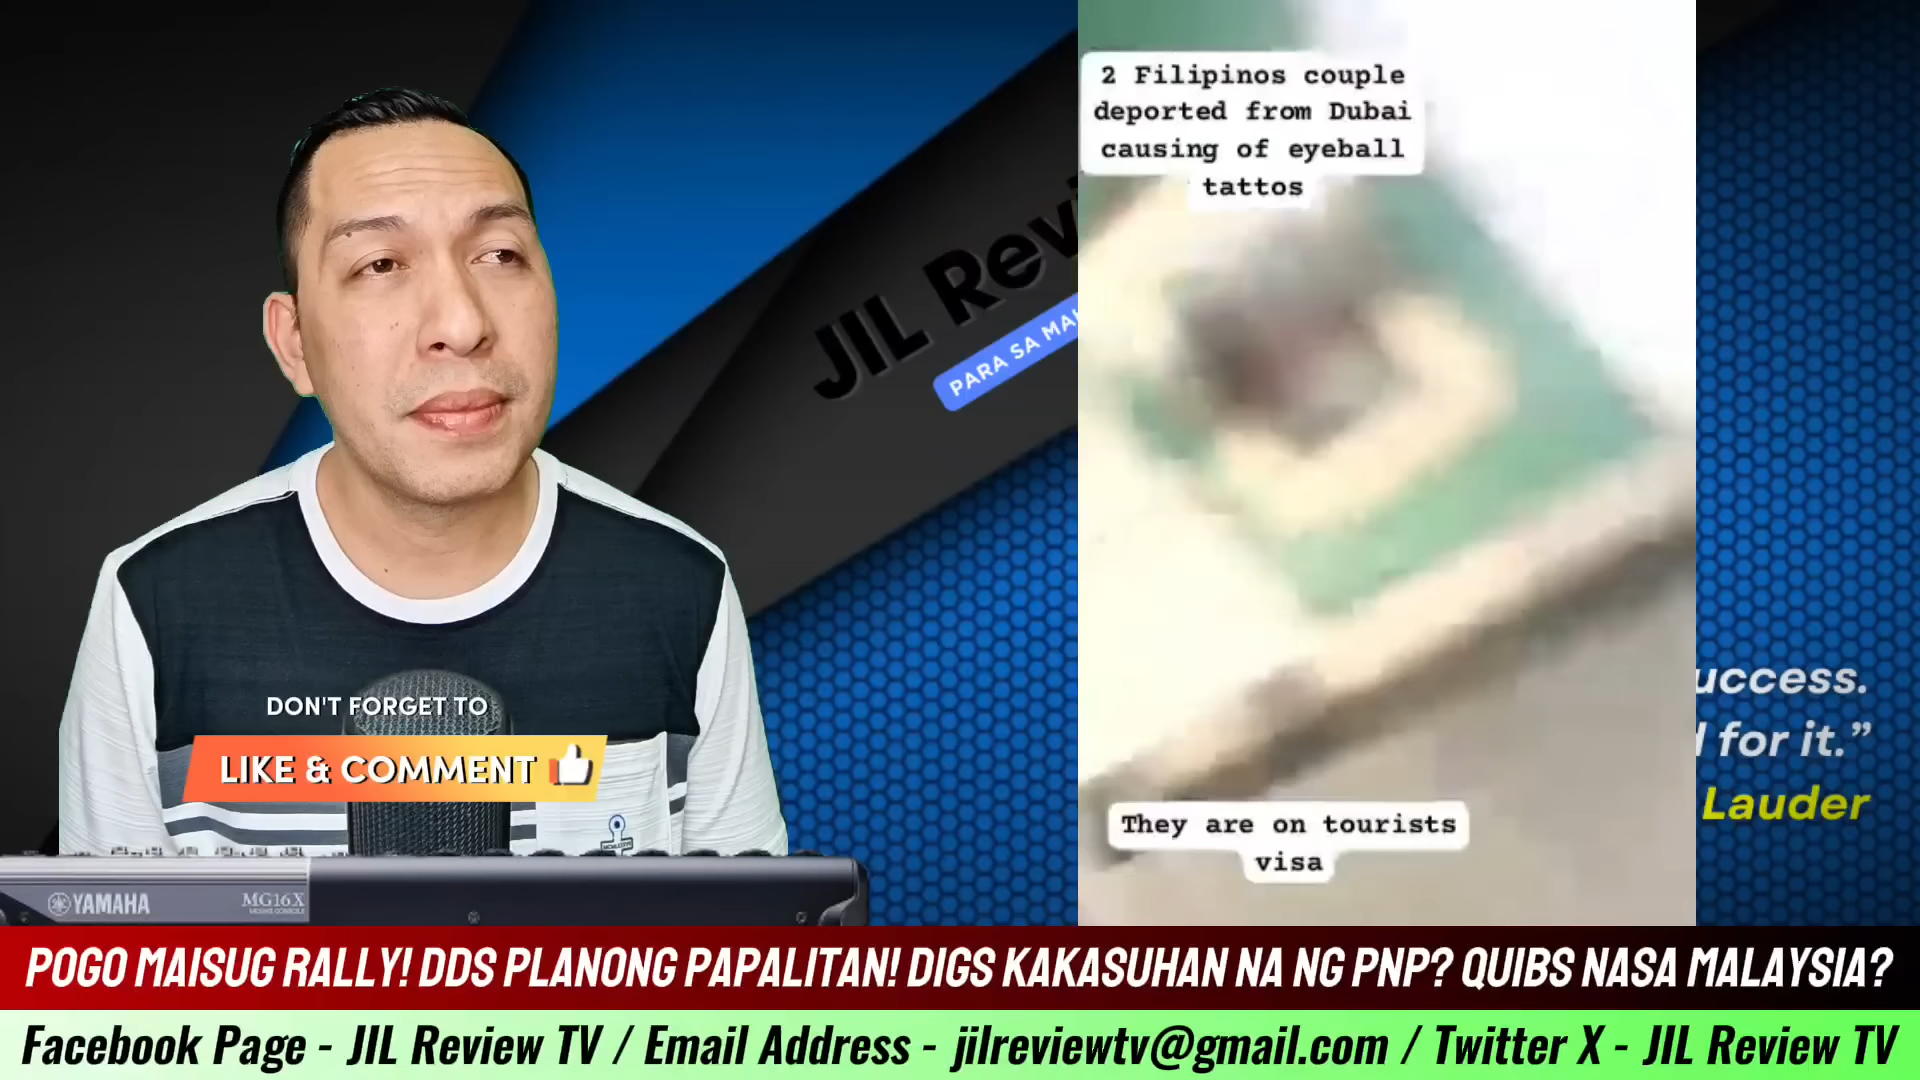 2 Filipinos couple
deported from Dubai
causing of eyeball
tattos
JIL Revi
PARA SA MA
DON'T FORGET TO
LIKE & COMMENT
YAMAHA
MG16X
MIXING CONSOLE
They are on tourists
visa
uccess.
for it.”
Lauder
POGO MAISUG RALLY! DDS PLANONG PAPALITAN! DIGS KAKASUHAN NA NG PNP? QUIBS NASA MALAYSIA?
Facebook Page - JIL Review TV / Email Address - jilreviewtv@gmail.com / Twitter X - JIL Review TV